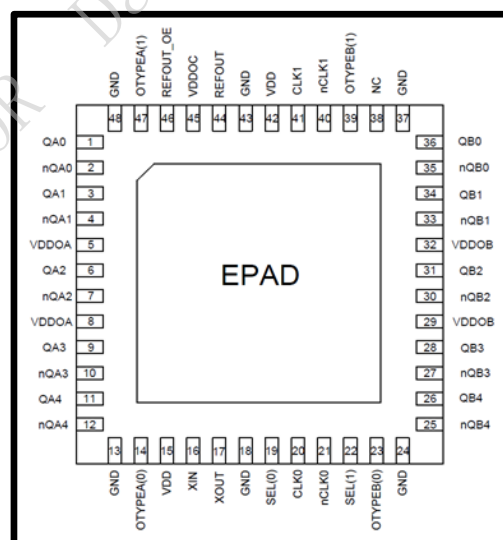 GND
OTYPEA(1)
REFOUT_OE
VDDOC
REFOUT
GND
VDD
CLK1
nCLK1
OTYPEB(1)
NC
GND
48 47 46 45 44 43 42 41 40 39 38 37
QA0 1
nQA0 2
QA1 3
nQA1 4
VDDOA 5
QA2 6
nQA2 7
VDDOA 8
QA3 9
nQA3 10
QA4 11
nQA4 12
EPAD
36 QB0
35 nQB0
34 QB1
33 nQB1
32 VDDOB
31 QB2
30 nQB2
29 VDDOB
28 QB3
27 nQB3
26 QB4
25 nQB4
13 14 15 16 17 18 19 20 21 22 23 24
GND
OTYPEA(0)
VDD
XIN
XOUT
GND
SEL(0)
CLK0
nCLK0
SEL(1)
OTYPEB(0)
GND